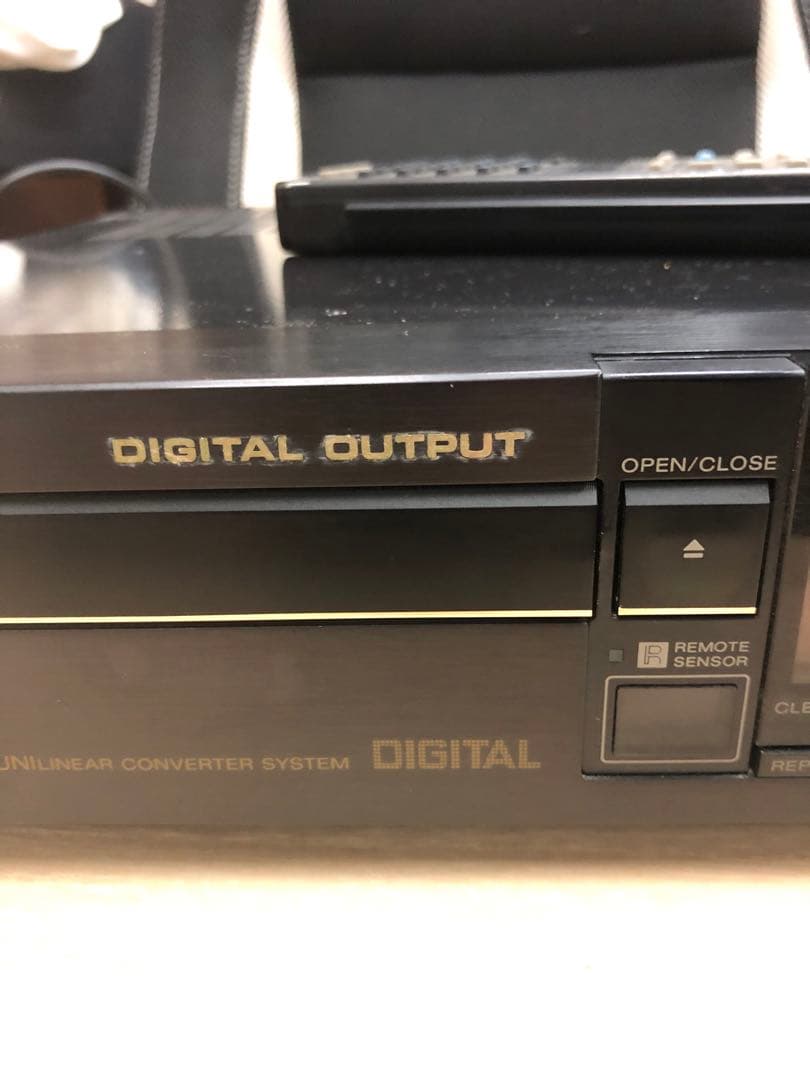 DIGITAL OUTPUT
OPEN/CLOSE
R REMOTE
SENSOR
UNILINEAR CONVERTER SYSTEM DIGITAL